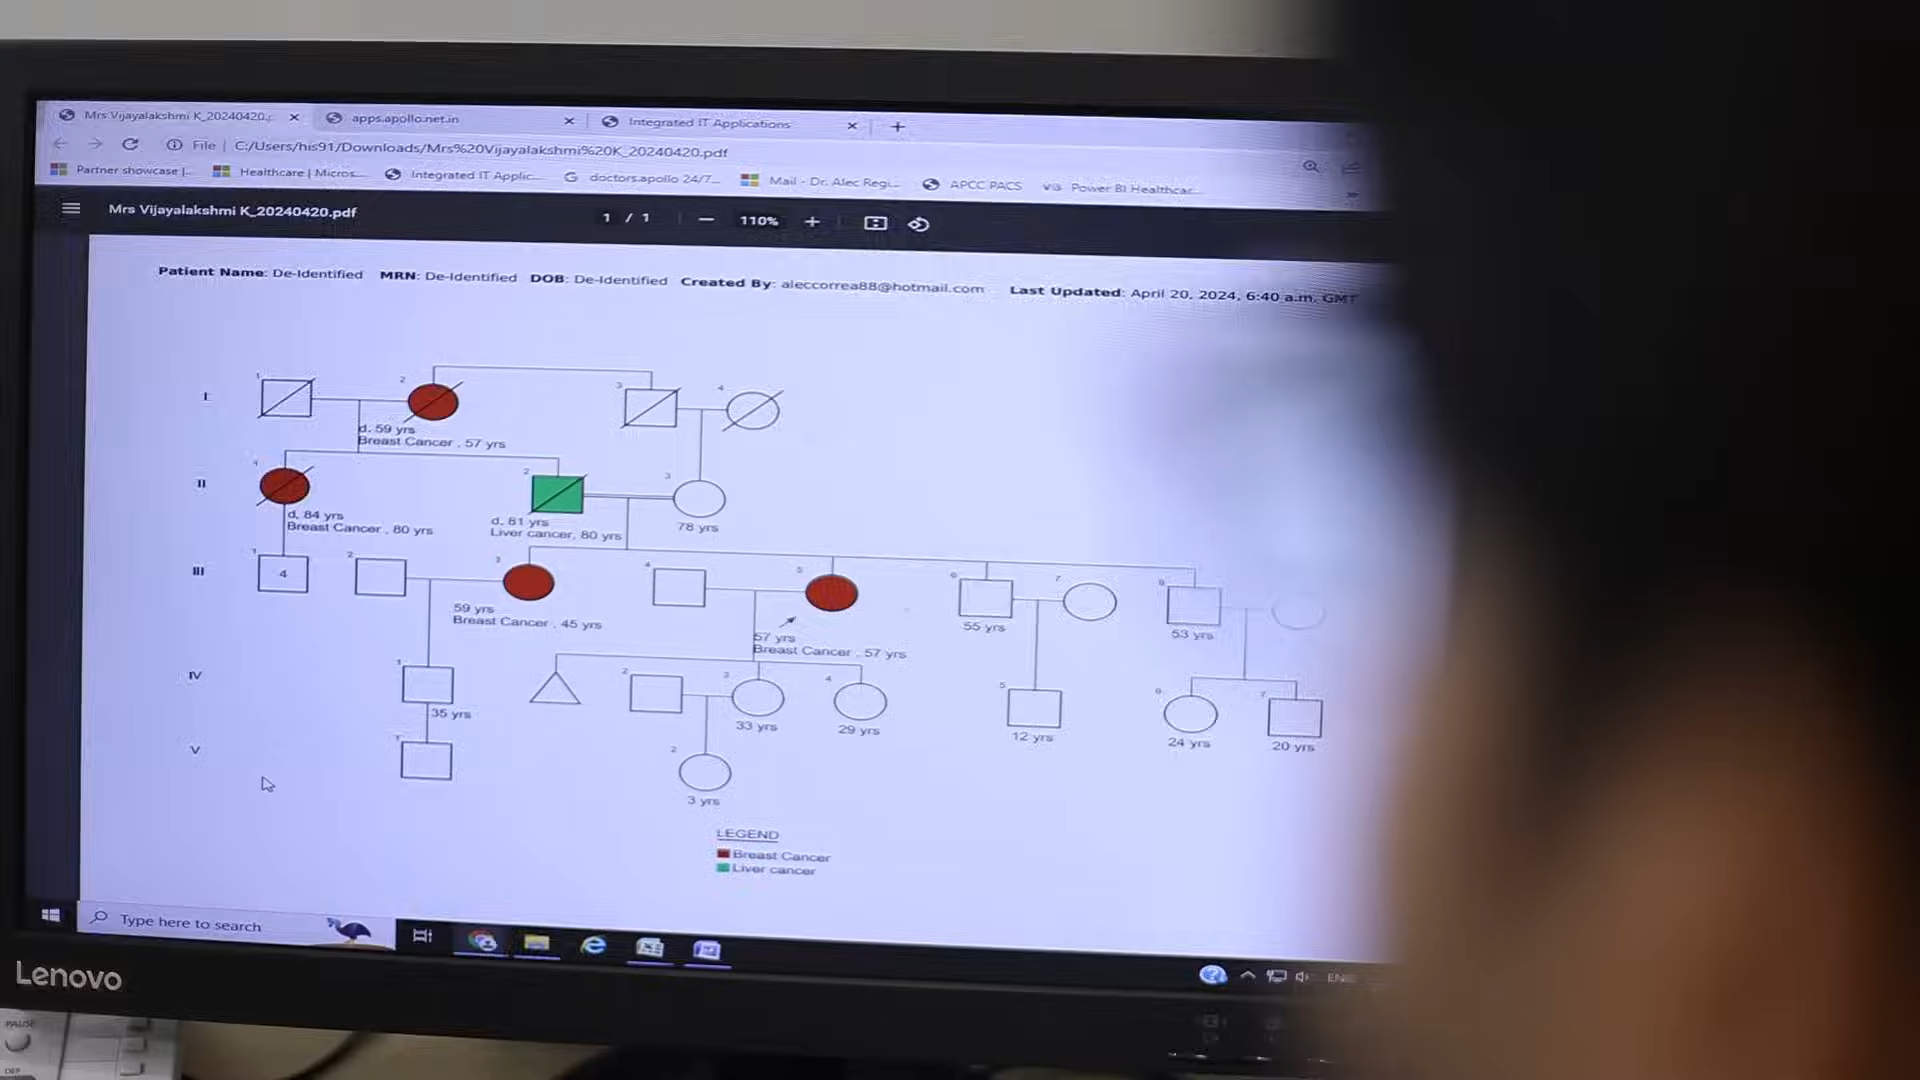 Mrs Vijayalakshmi K_20240420.p
apps.apollo.net.in
Integrated IT Applications
File | C:/Users/his91/Downloads/Mrs%20Vijayalakshmi%20K_20240420.pdf
Partner showcase |...
Healthcare | Micros...
Integrated IT Applic...
doctors.apollo 24/7...
Mail - Dr. Alec Regi...
APCC PACS
Power BI Healthcar...
Mrs Vijayalakshmi K_20240420.pdf
1 / 1
110%
Patient Name: De-Identified MRN: De-Identified DOB: De-Identified Created By: aleccorrea88@hotmail.com Last Updated: April 20, 2024, 6:40 a.m. GMT
I
1
2
3
4
d. 59 yrs
Breast Cancer , 57 yrs
II
2
3
d. 84 yrs
Breast Cancer , 80 yrs
d. 81 yrs
Liver cancer, 80 yrs
78 yrs
III
1
4
2
3
4
5
7
59 yrs
Breast Cancer , 45 yrs
57 yrs
Breast Cancer , 57 yrs
55 yrs
53 yrs
IV
1
2
3
4
5
7
35 yrs
33 yrs
29 yrs
12 yrs
24 yrs
20 yrs
V
1
2
3 yrs
LEGEND
Breast Cancer
Liver cancer
Type here to search
ENG
Lenovo
PAUSE